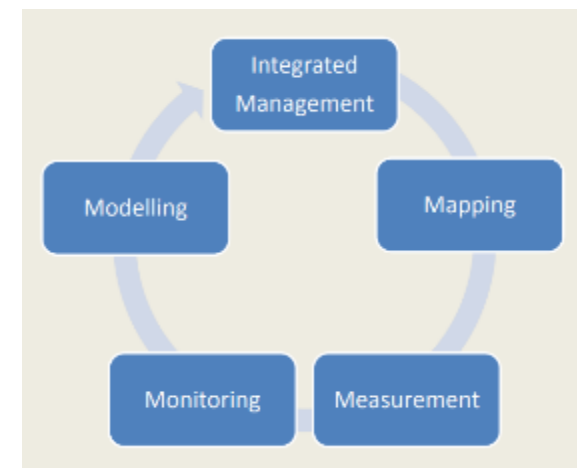 Integrated
Management
Mapping
Measurement
Monitoring
Modelling